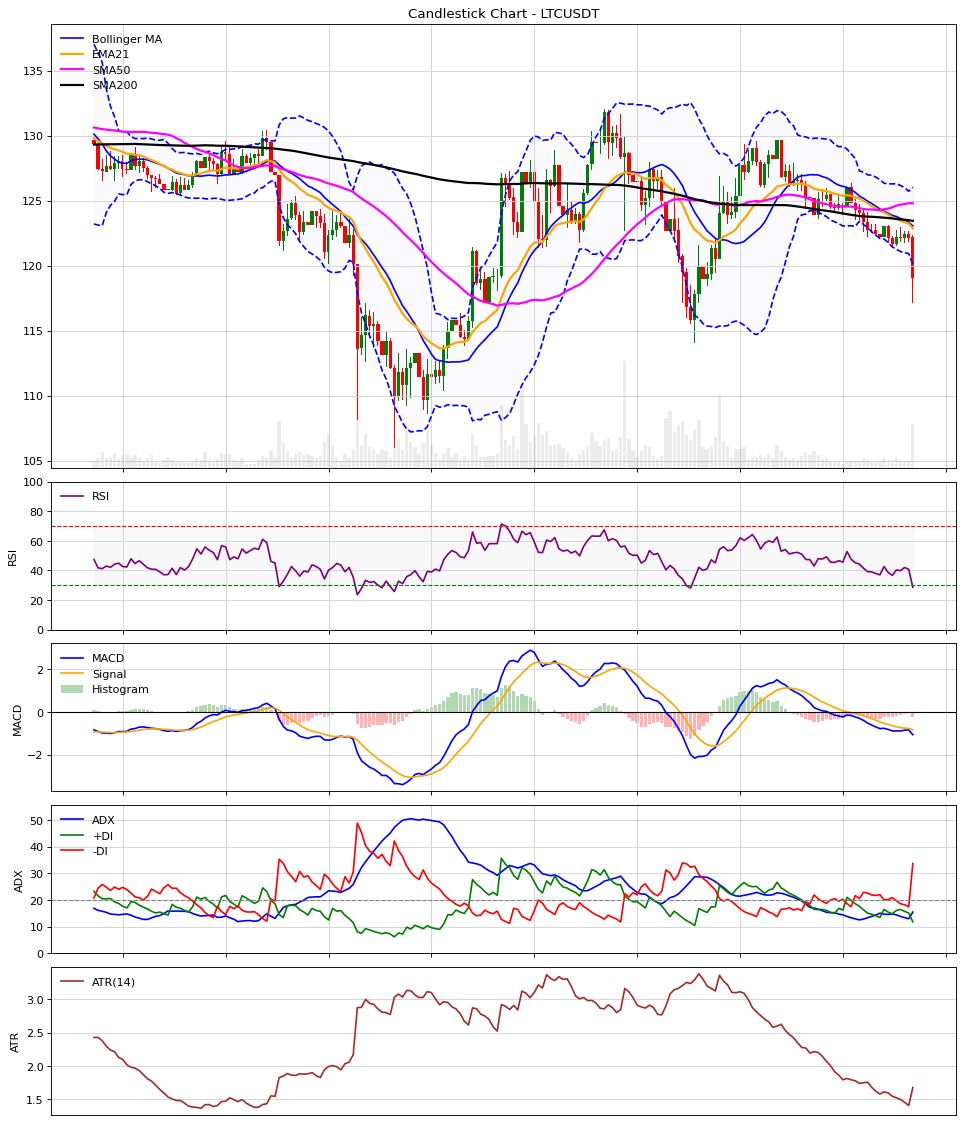 Candlestick Chart - LTCUSDT
Bollinger MA
EMA21
SMA50
SMA200
135
130
125
120
115
110
105
RSI
100
80
60
40
20
0
RSI
MACD
Signal
Histogram
2
0
−2
MACD
ADX
+DI
-DI
50
40
30
20
10
0
ADX
ATR(14)
3.0
2.5
2.0
1.5
ATR